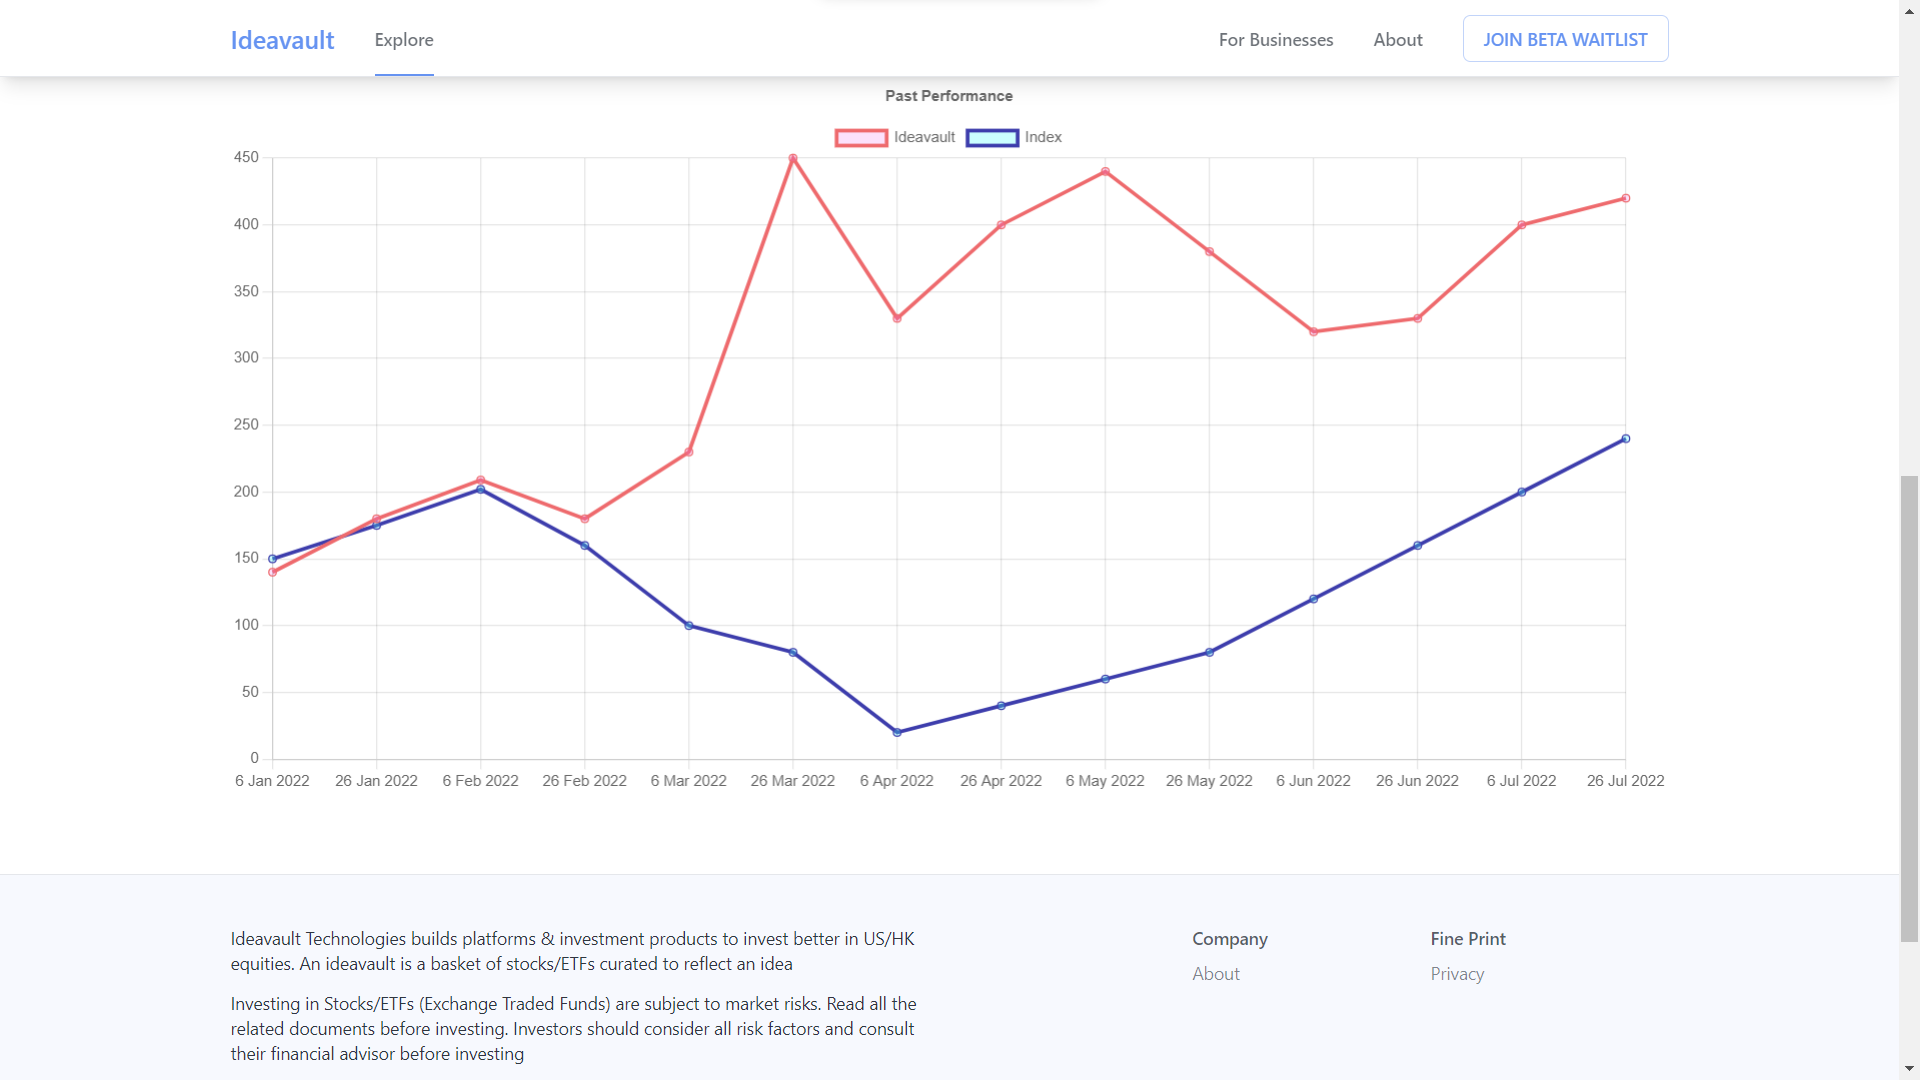 Ideavault Explore For Businesses About JOIN BETA WAITLIST
Past Performance
Ideavault Index
450
400
350
300
250
200
150
100
50
0
6 Jan 2022 26 Jan 2022 6 Feb 2022 26 Feb 2022 6 Mar 2022 26 Mar 2022 6 Apr 2022 26 Apr 2022 6 May 2022 26 May 2022 6 Jun 2022 26 Jun 2022 6 Jul 2022 26 Jul 2022
Ideavault Technologies builds platforms & investment products to invest better in US/HK
equities. An ideavault is a basket of stocks/ETFs curated to reflect an idea
Investing in Stocks/ETFs (Exchange Traded Funds) are subject to market risks. Read all the
related documents before investing. Investors should consider all risk factors and consult
their financial advisor before investing
Company
About
Fine Print
Privacy